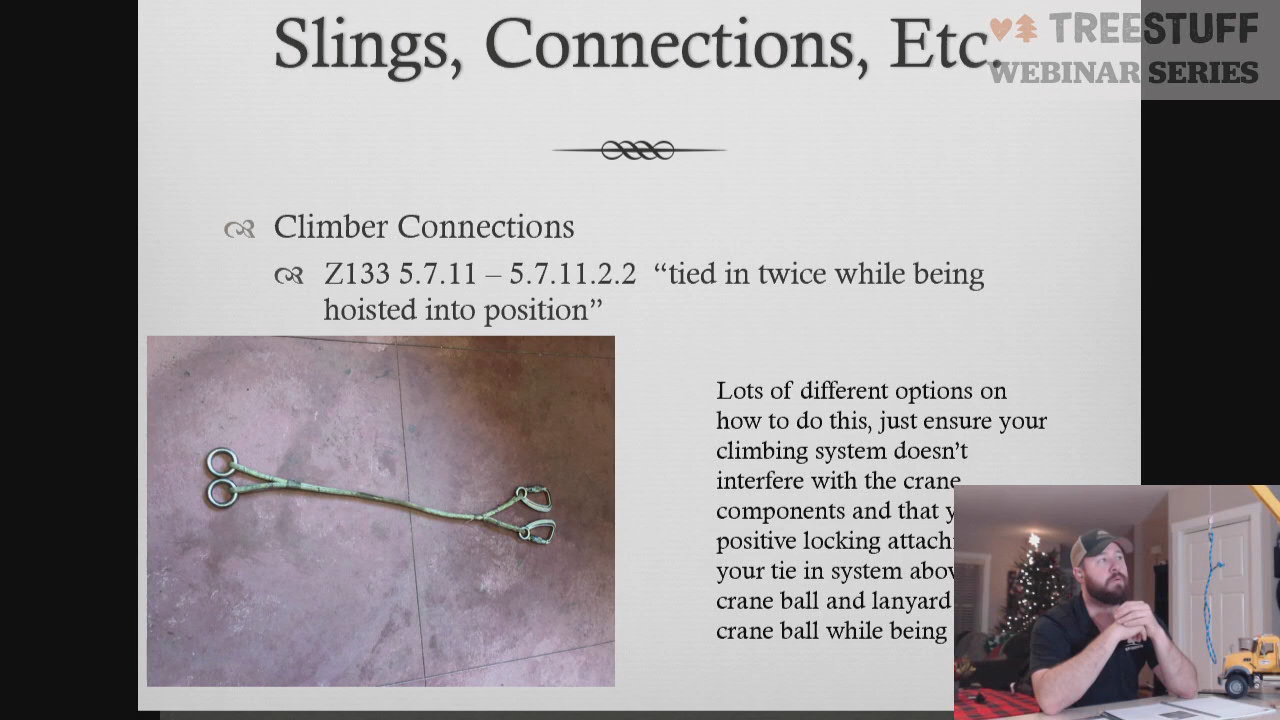 Slings, Connections, Etc.
TREESTUFF
WEBINAR SERIES
Climber Connections
Z133 5.7.11 – 5.7.11.2.2 “tied in twice while being
hoisted into position”
Lots of different options on
how to do this, just ensure your
climbing system doesn’t
interfere with the crane
components and that
positive locking
your tie in system
crane ball and lanyard
crane ball while being